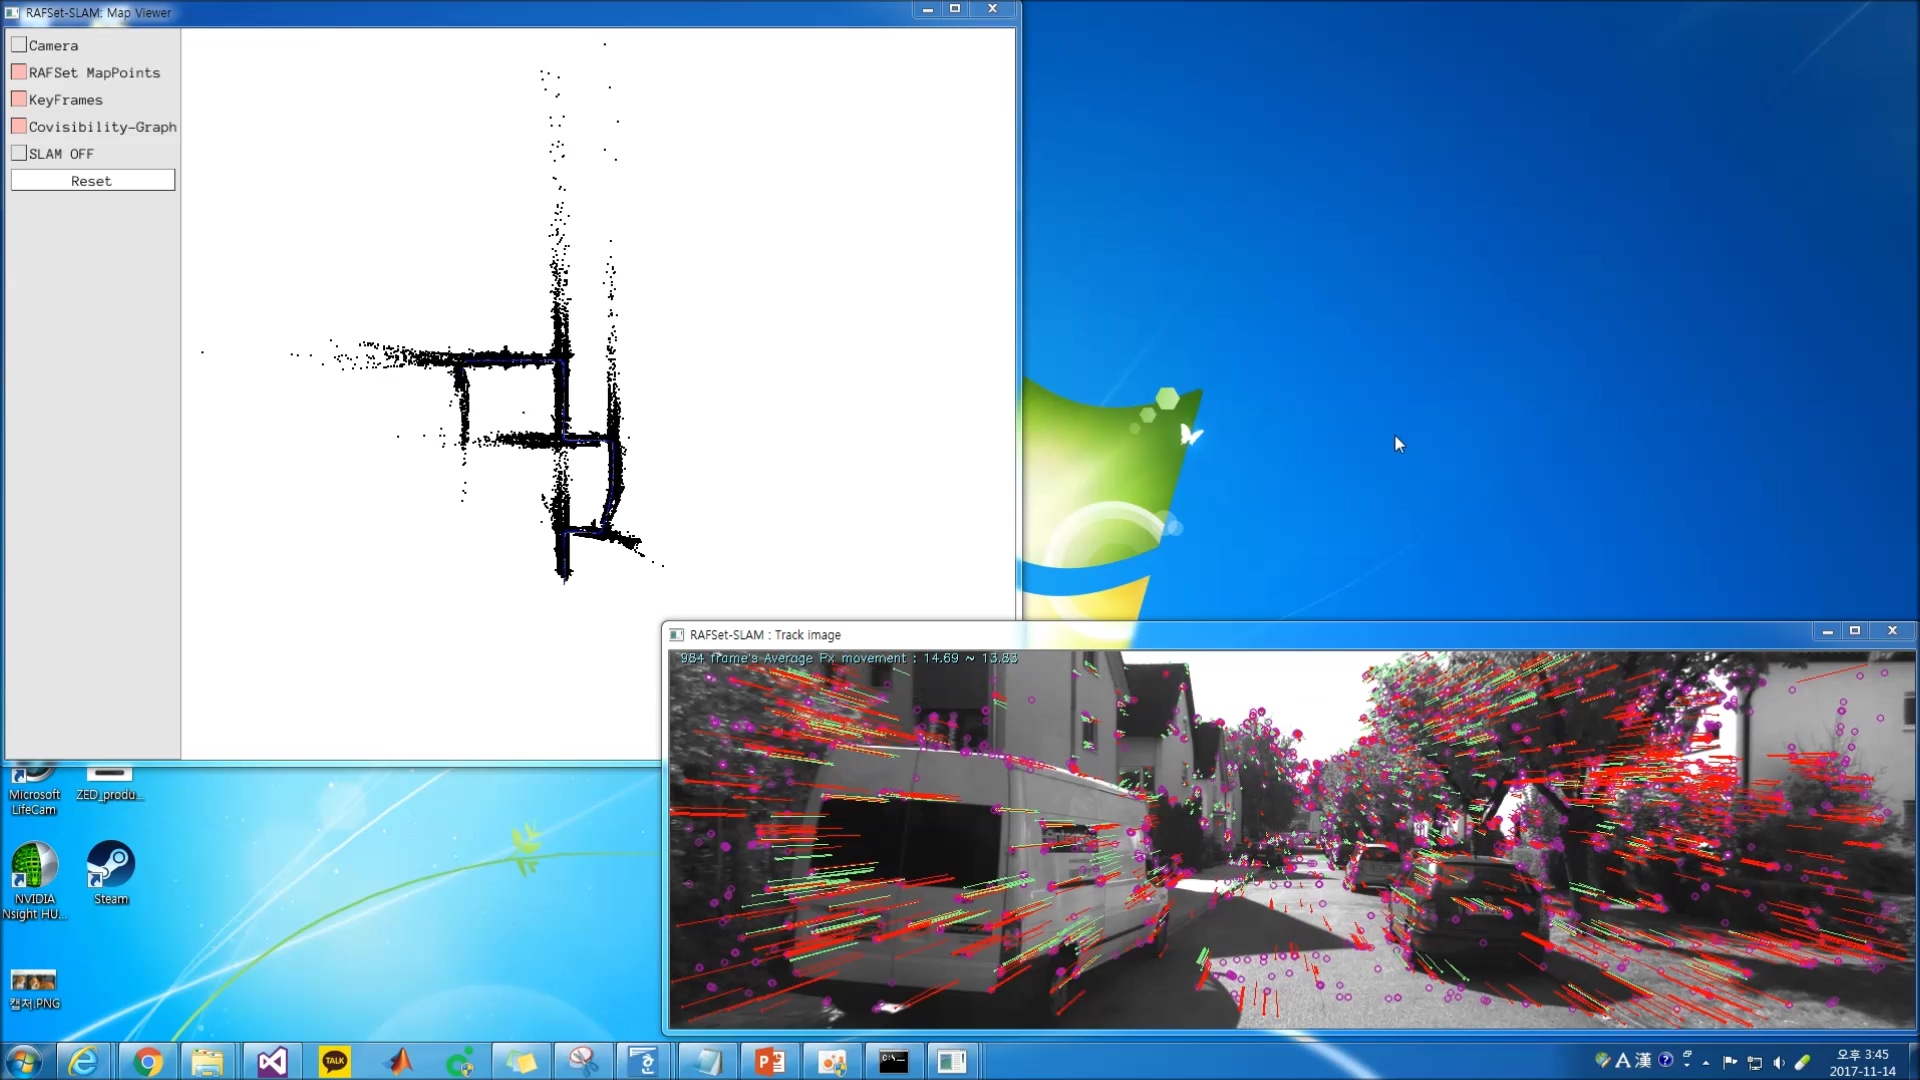 RAFSet-SLAM: Map Viewer
Camera
RAFSet MapPoints
KeyFrames
Covisibility-Graph
SLAM OFF
Reset
RAFSet-SLAM : Track image
984 frame's Average Px movement : 14.69 ~ 13.83
Microsoft
LifeCam
ZED_produ...
NVIDIA
Nsight HU...
Steam
캡처.PNG
TALK
C:\
A 漢
오후 3:45
2017-11-14